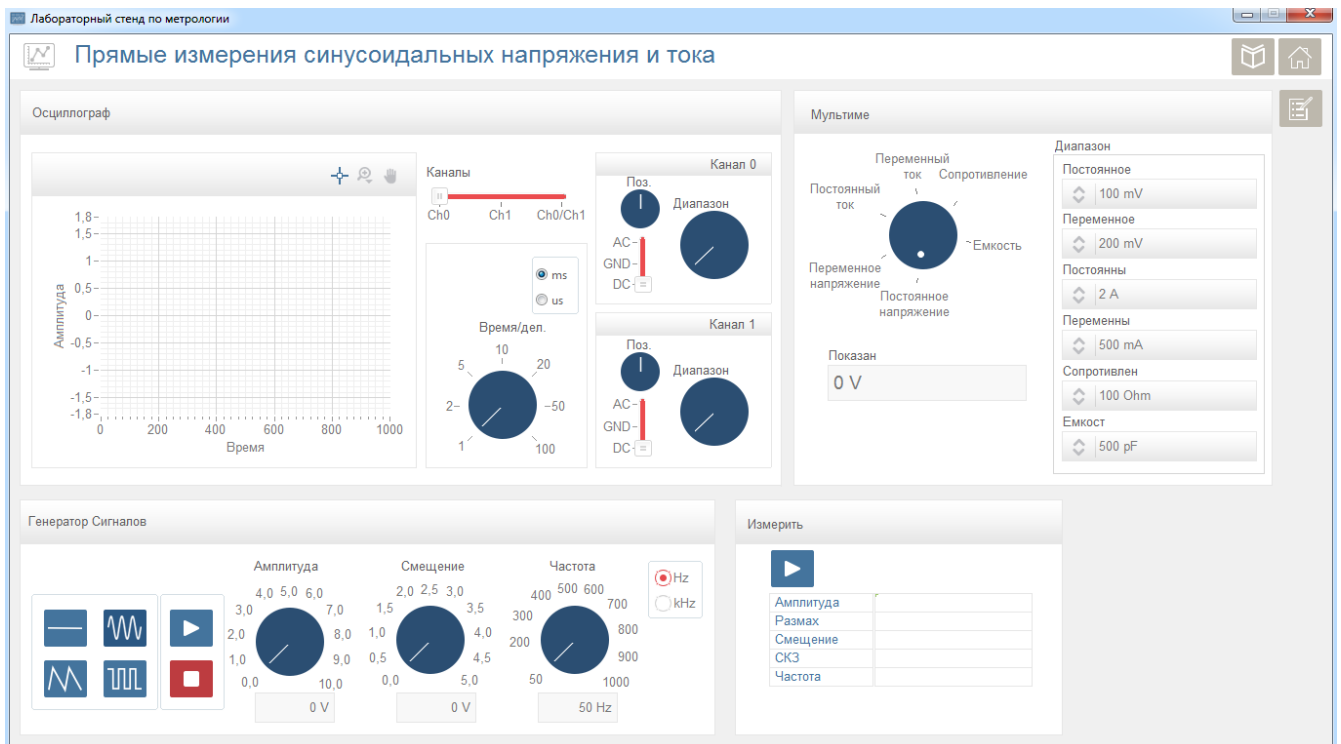 Лабораторный стенд по метрологии
Прямые измерения синусоидальных напряжения и тока
Осциллограф
Амплитуда
1,8
1,5
1
0,5
0
-0,5
-1
-1,5
-1,8
0 200 400 600 800 1000
Время
Каналы
Ch0 Ch1 Ch0/Ch1
ms
us
Время/дел.
1 2 5 10 20 50 100
Канал 0
Поз.
Диапазон
AC
GND
DC
Канал 1
Поз.
Диапазон
AC
GND
DC
Мультиме
Переменный
ток
Сопротивление
Постоянный
ток
Емкость
Переменное
напряжение
Постоянное
напряжение
Показан
0 V
Диапазон
Постоянное
100 mV
Переменное
200 mV
Постоянны
2 A
Переменны
500 mA
Сопротивлен
100 Ohm
Емкост
500 pF
Генератор Сигналов
Амплитуда
0,0 1,0 2,0 3,0 4,0 5,0 6,0 7,0 8,0 9,0 10,0
0 V
Смещение
0,0 0,5 1,0 1,5 2,0 2,5 3,0 3,5 4,0 4,5 5,0
0 V
Частота
50 200 300 400 500 600 700 800 900 1000
50 Hz
Hz
kHz
Измерить
Амплитуда
Размах
Смещение
СКЗ
Частота